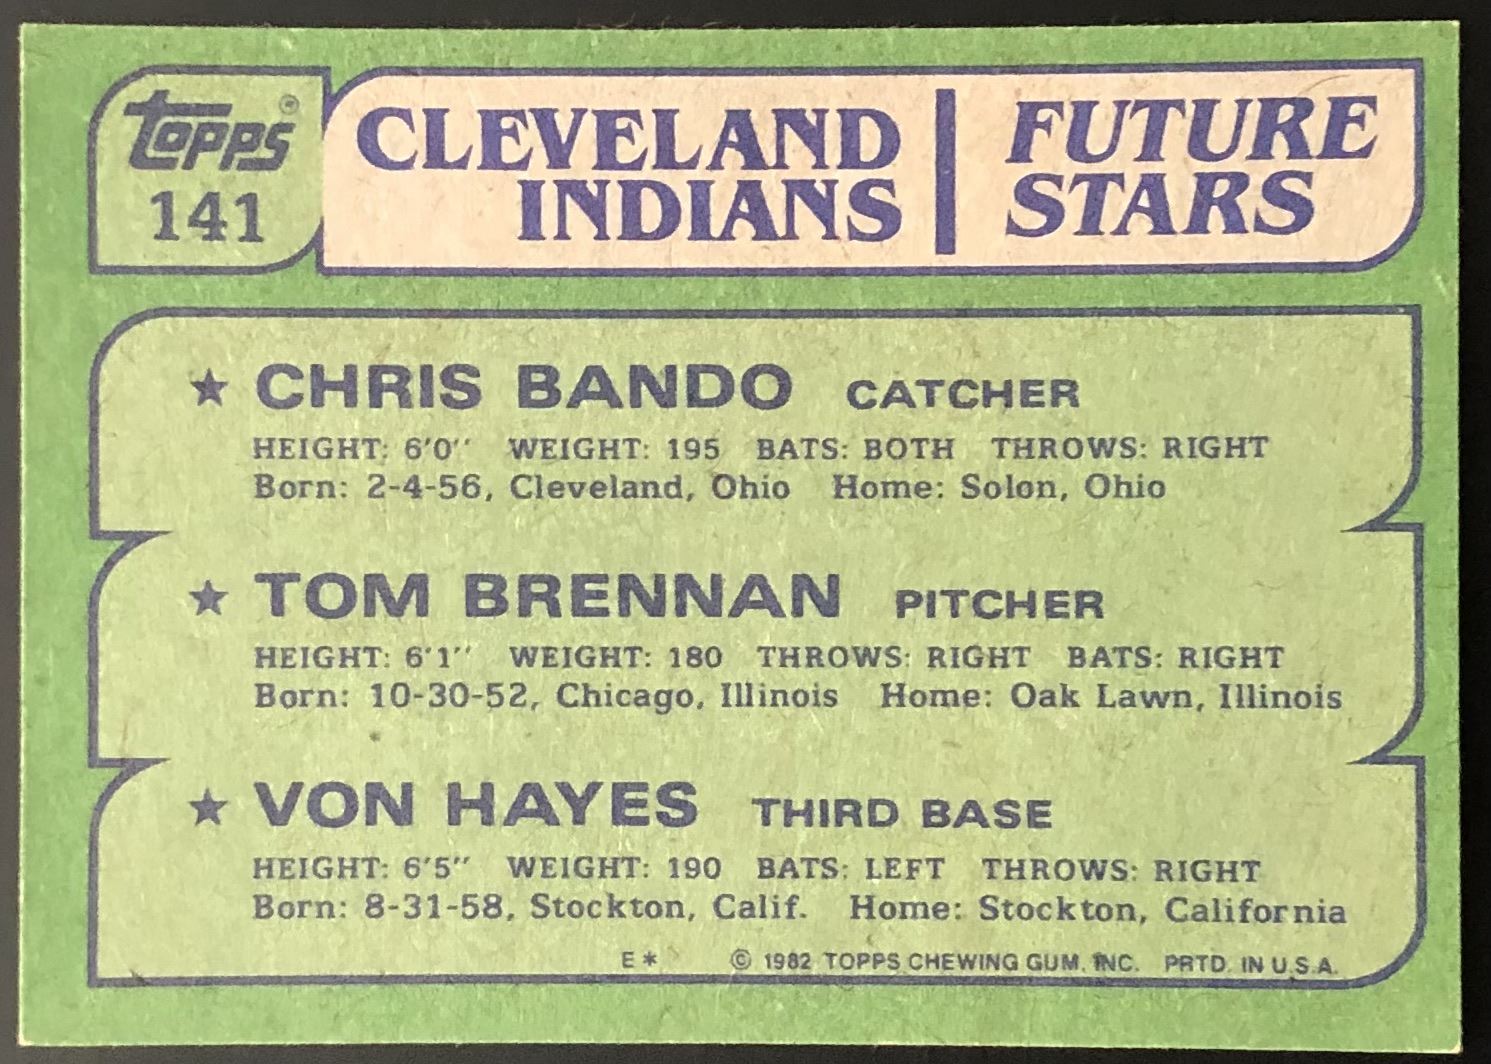 TOPPS®
141
CLEVELAND
INDIANS
FUTURE
STARS
★ CHRIS BANDO CATCHER
HEIGHT: 6'0'' WEIGHT: 195 BATS: BOTH THROWS: RIGHT
Born: 2-4-56, Cleveland, Ohio Home: Solon, Ohio
★ TOM BRENNAN PITCHER
HEIGHT: 6'1'' WEIGHT: 180 THROWS: RIGHT BATS: RIGHT
Born: 10-30-52, Chicago, Illinois Home: Oak Lawn, Illinois
★ VON HAYES THIRD BASE
HEIGHT: 6'5'' WEIGHT: 190 BATS: LEFT THROWS: RIGHT
Born: 8-31-58, Stockton, Calif. Home: Stockton, California
E* © 1982 TOPPS CHEWING GUM, INC. PRTD. IN U.S.A.